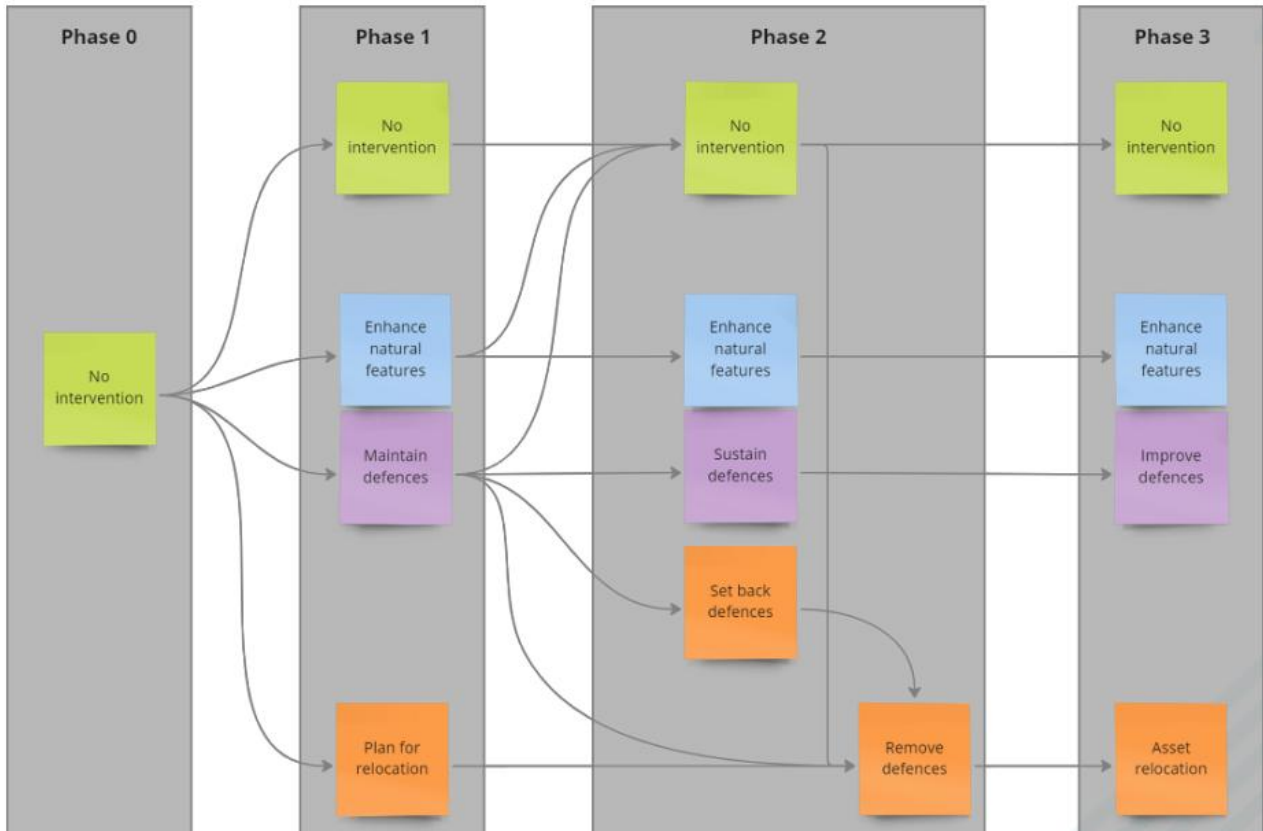 Phase 0
Phase 1
Phase 2
Phase 3
No
intervention
No
intervention
Enhance
natural
features
Maintain
defences
Plan for
relocation
No
intervention
Enhance
natural
features
Sustain
defences
Set back
defences
Remove
defences
No
intervention
Enhance
natural
features
Improve
defences
Asset
relocation